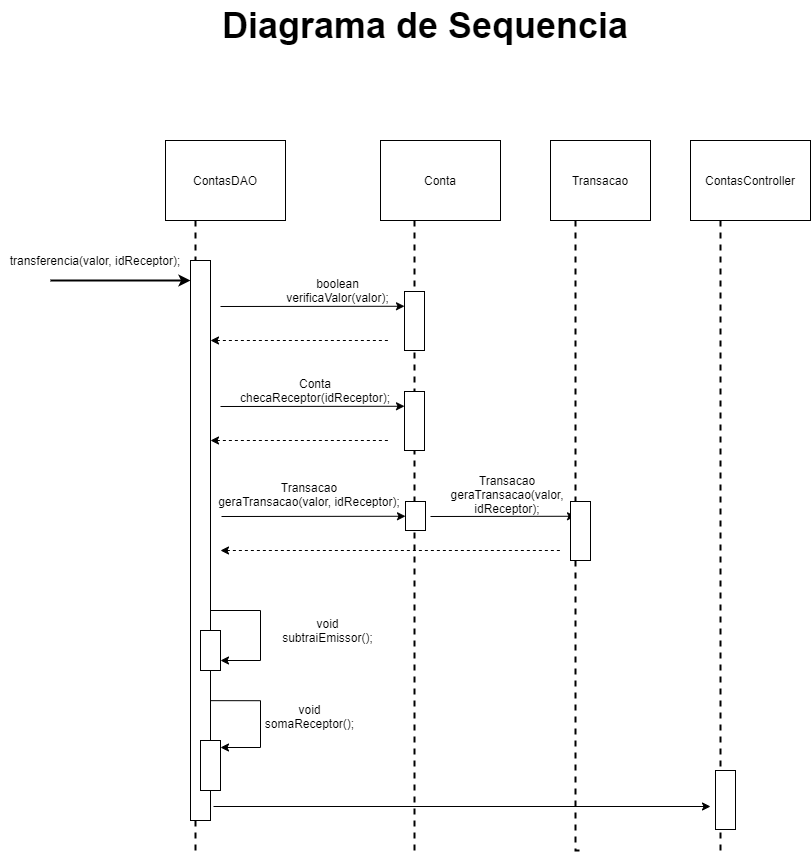 Diagrama de Sequencia
ContasDAO
Conta
Transacao
ContasController
transferencia(valor, idReceptor);
boolean
verificaValor(valor);
Conta
checaReceptor(idReceptor);
Transacao
geraTransacao(valor, idReceptor);
Transacao
geraTransacao(valor,
idReceptor);
void
subtraiEmissor();
void
somaReceptor();